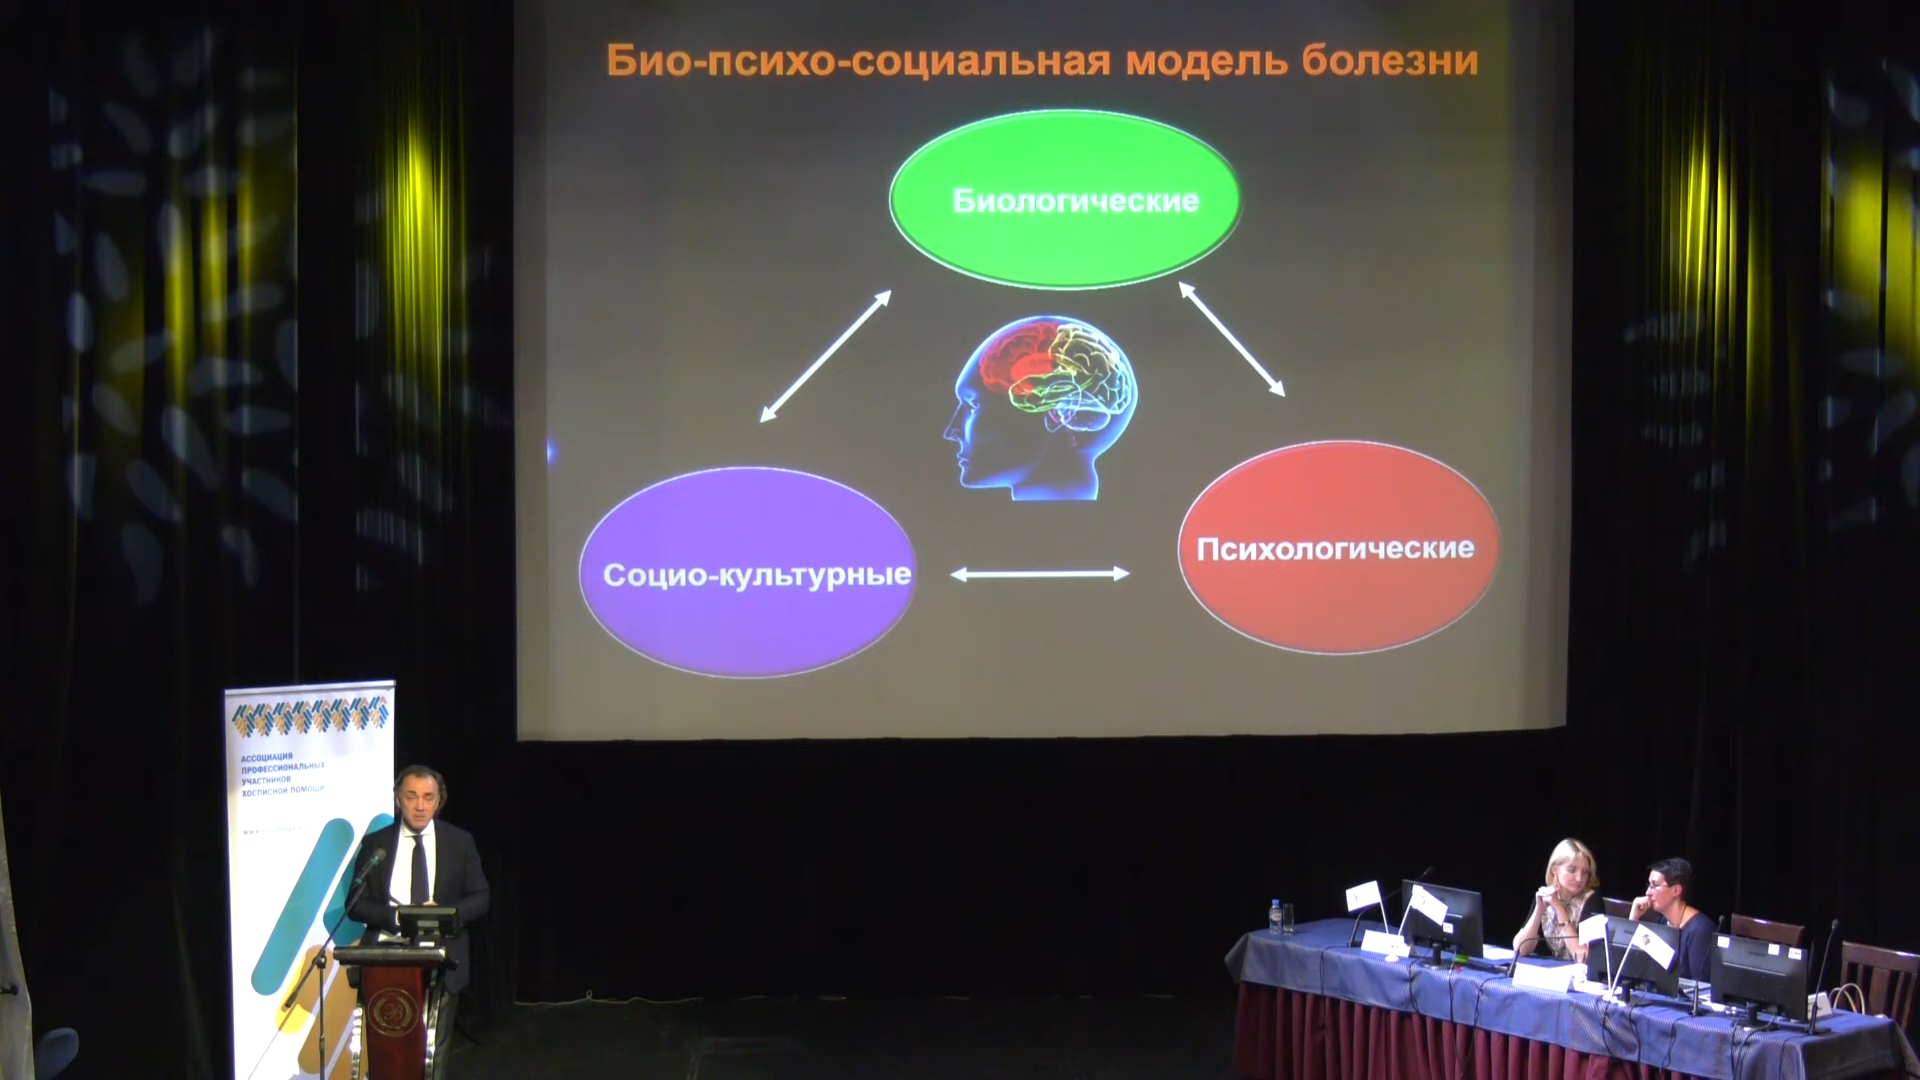 Био-психо-социальная модель болезни
Биологические
Социо-культурные
Психологические
АССОЦИАЦИЯ
ПРОФЕССИОНАЛЬНЫХ
УЧАСТНИКОВ
ХОСПИСНОЙ ПОМОЩИ